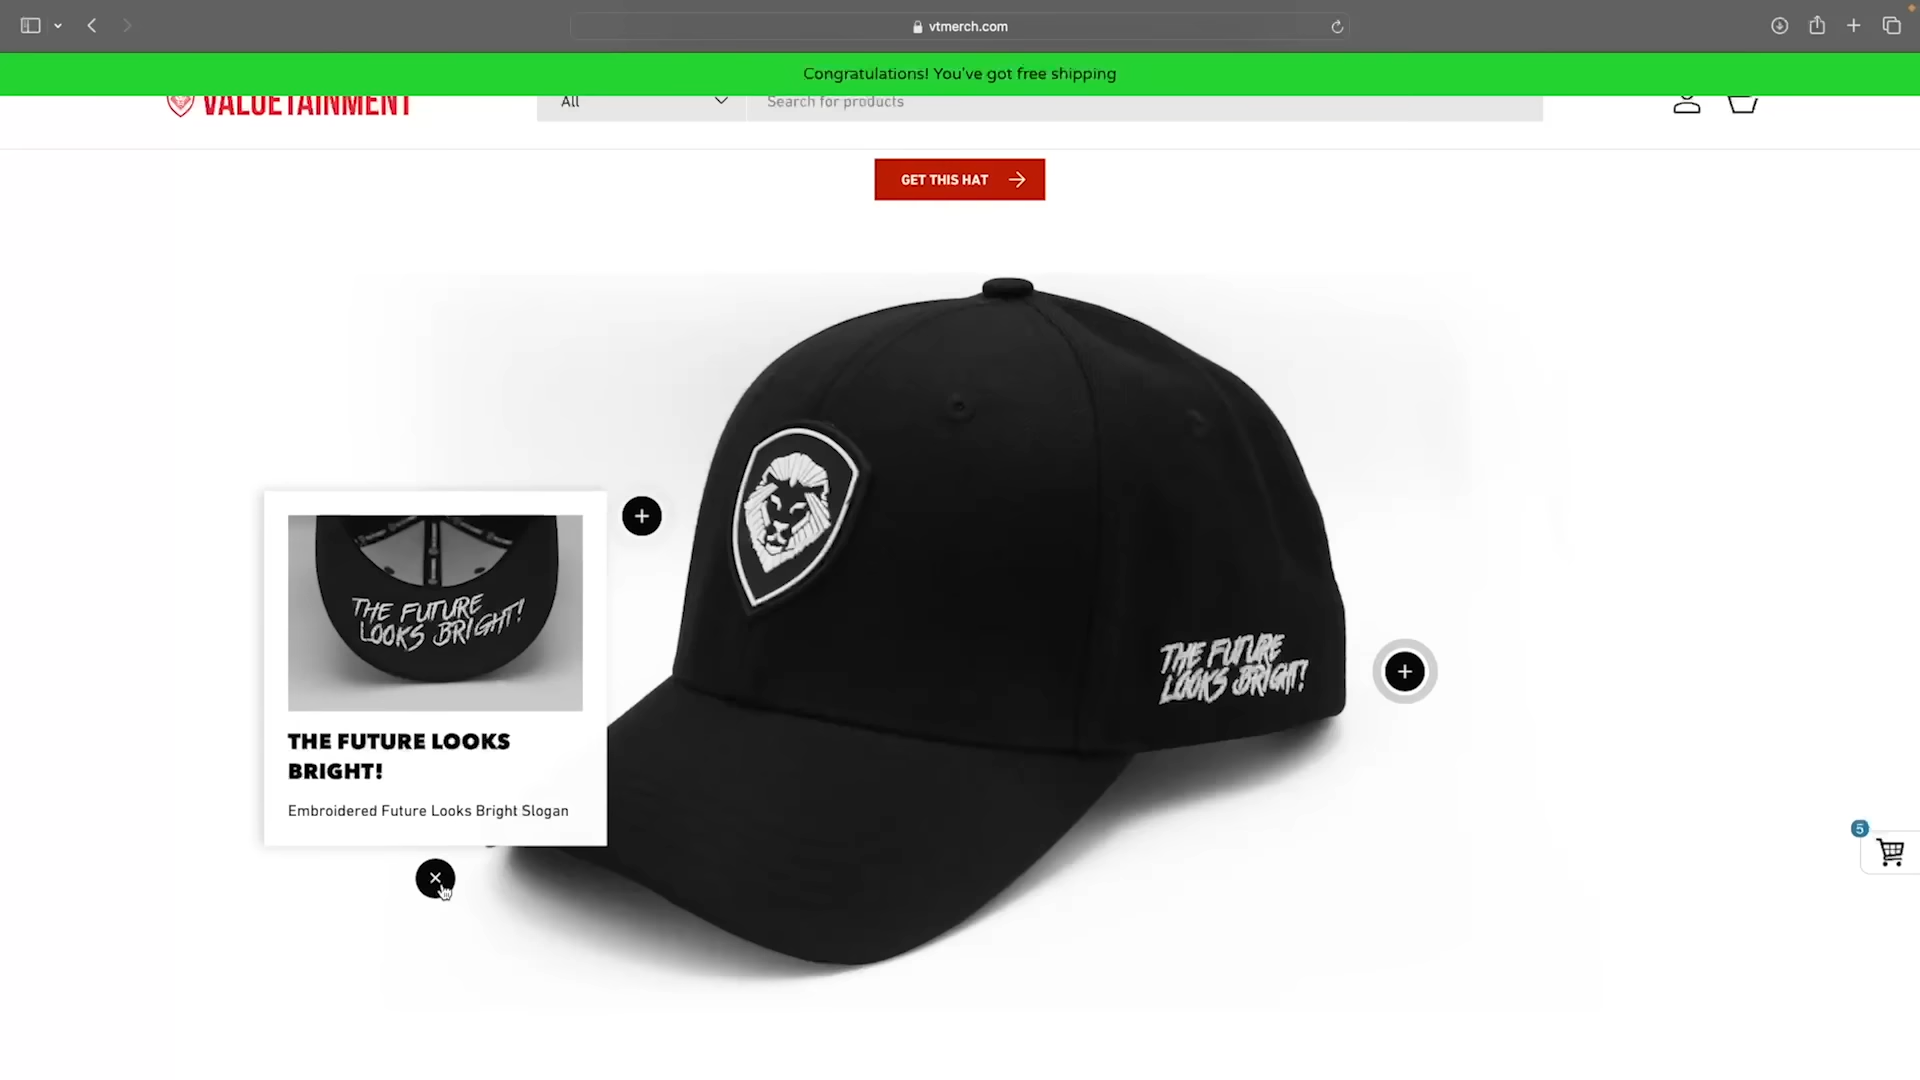 vtmerch.com
Congratulations! You've got free shipping
VALUETAINMENT
All
Search for products
GET THIS HAT
THE FUTURE
LOOKS BRIGHT!
THE FUTURE LOOKS
BRIGHT!
Embroidered Future Looks Bright Slogan
THE FUTURE
LOOKS BRIGHT!
5